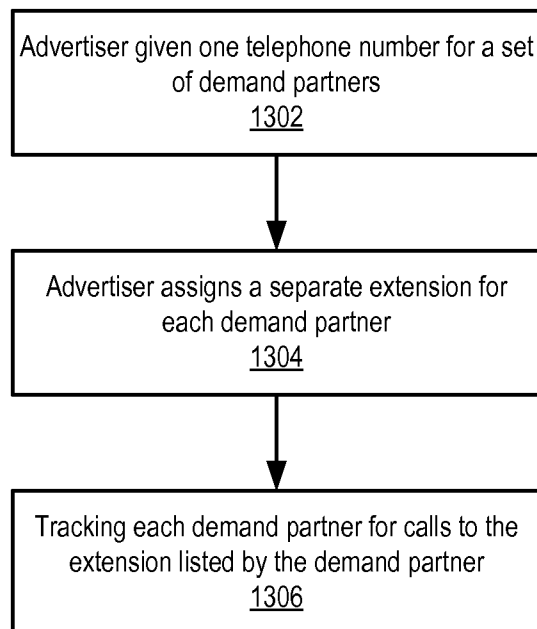 Advertiser given one telephone number for a set
of demand partners
1302
Advertiser assigns a separate extension for
each demand partner
1304
Tracking each demand partner for calls to the
extension listed by the demand partner
1306